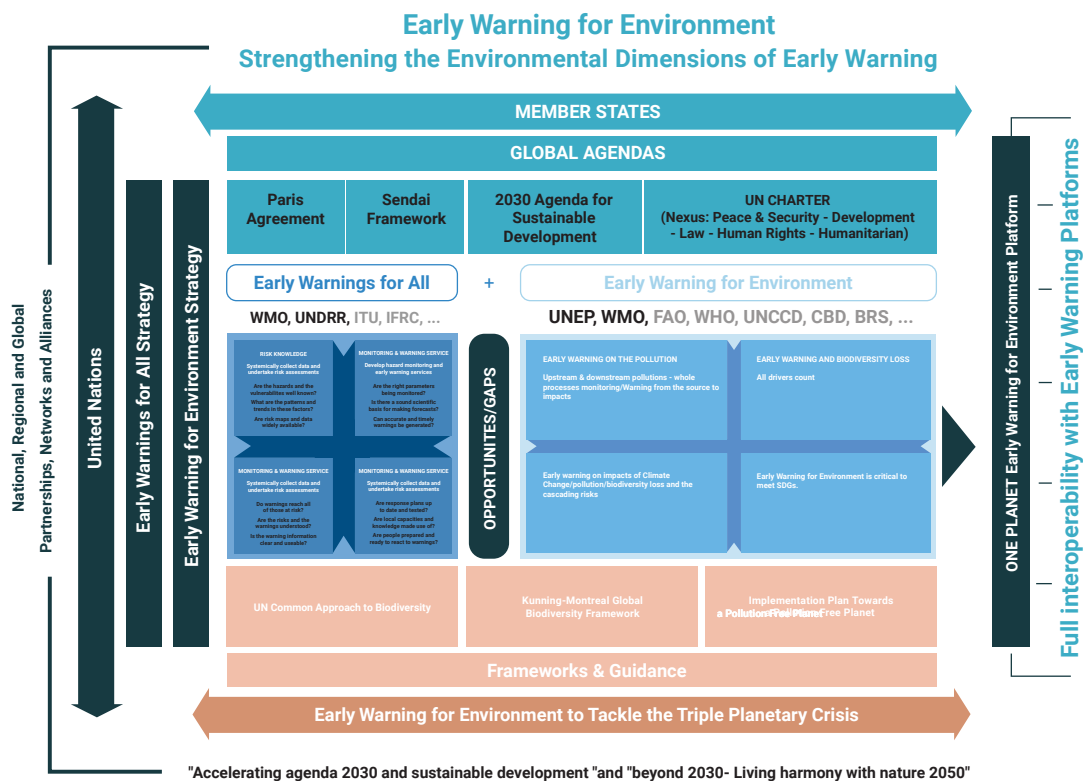 Early Warning for Environment
Strengthening the Environmental Dimensions of Early Warning
MEMBER STATES
GLOBAL AGENDAS
Paris
Agreement
Sendai
Framework
2030 Agenda for
Sustainable
Development
UN CHARTER
(Nexus: Peace & Security - Development
- Law - Human Rights - Humanitarian)
Early Warnings for All
+
Early Warning for Environment
WMO, UNDRR, ITU, IFRC, ...
UNEP, WMO, FAO, WHO, UNCCD, CBD, BRS, ...
National, Regional and Global
Partnerships, Networks and Alliances
United Nations
Early Warnings for All Strategy
Early Warning for Environment Strategy
RISK KNOWLEDGE
Systemically collect data and
undertake risk assessments
Are the hazards and the
vulnerabilities well known?
What are the patterns and
trends in these factors?
Are risk maps and data
widely available?
MONITORING & WARNING SERVICE
Develop hazard monitoring and
early warning services
Are the right parameters
being monitored?
Is there a sound scientific
basis for making forecasts?
Can accurate and timely
warnings be generated?
MONITORING & WARNING SERVICE
Systemically collect data and
undertake risk assessments
Do warnings reach all
of those at risk?
Are the risks and the
warnings understood?
Is the warning information
clear and useable?
MONITORING & WARNING SERVICE
Systemically collect data and
undertake risk assessments
Are response plans up
to date and tested?
Are local capacities and
knowledge made use of?
Are people prepared and
ready to react to warnings?
OPPORTUNITES/GAPS
EARLY WARNING ON THE POLLUTION
Upstream & downstream pollutions - whole
processes monitoring/Warning from the source to
impacts
EARLY WARNING AND BIODIVERSITY LOSS
All drivers count
Early warning on impacts of Climate
Change/pollution/biodiversity loss and the
cascading risks
Early Warning for Environment is critical to
meet SDGs.
ONE PLANET Early Warning for Environment Platform
Full interoperability with Early Warning Platforms
UN Common Approach to Biodiversity
Kunning-Montreal Global
Biodiversity Framework
Implementation Plan Towards
a Pollution Free Planet
Frameworks & Guidance
Early Warning for Environment to Tackle the Triple Planetary Crisis
"Accelerating agenda 2030 and sustainable development "and "beyond 2030- Living harmony with nature 2050"